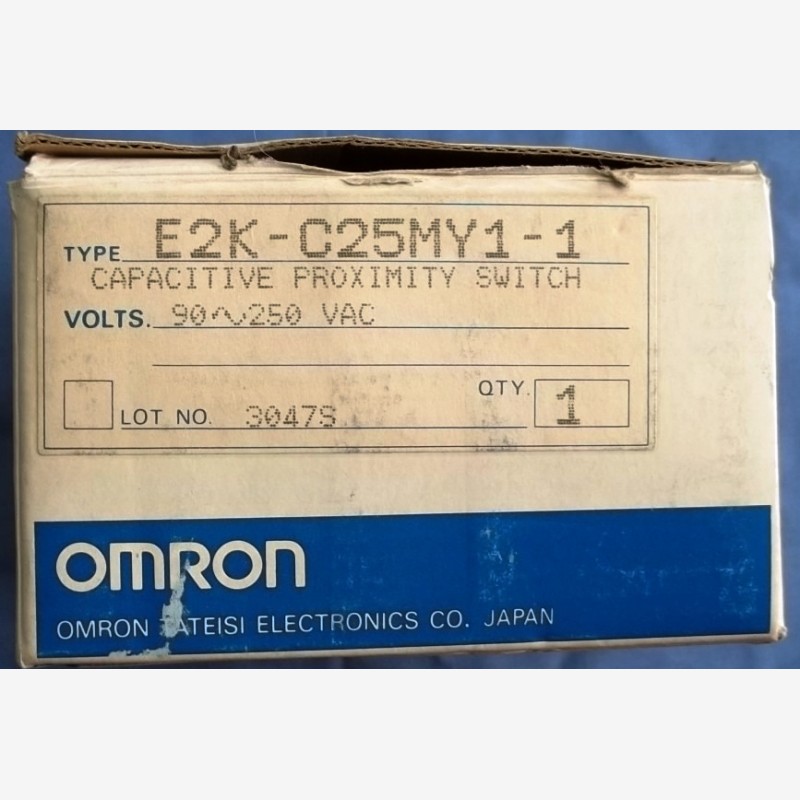 TYPE E2K-C25MY1-1
CAPACITIVE PROXIMITY SWITCH
VOLTS. 90~250 VAC
QTY. 1
LOT NO. 3047S
OMRON
OMRON TATEISI ELECTRONICS CO. JAPAN